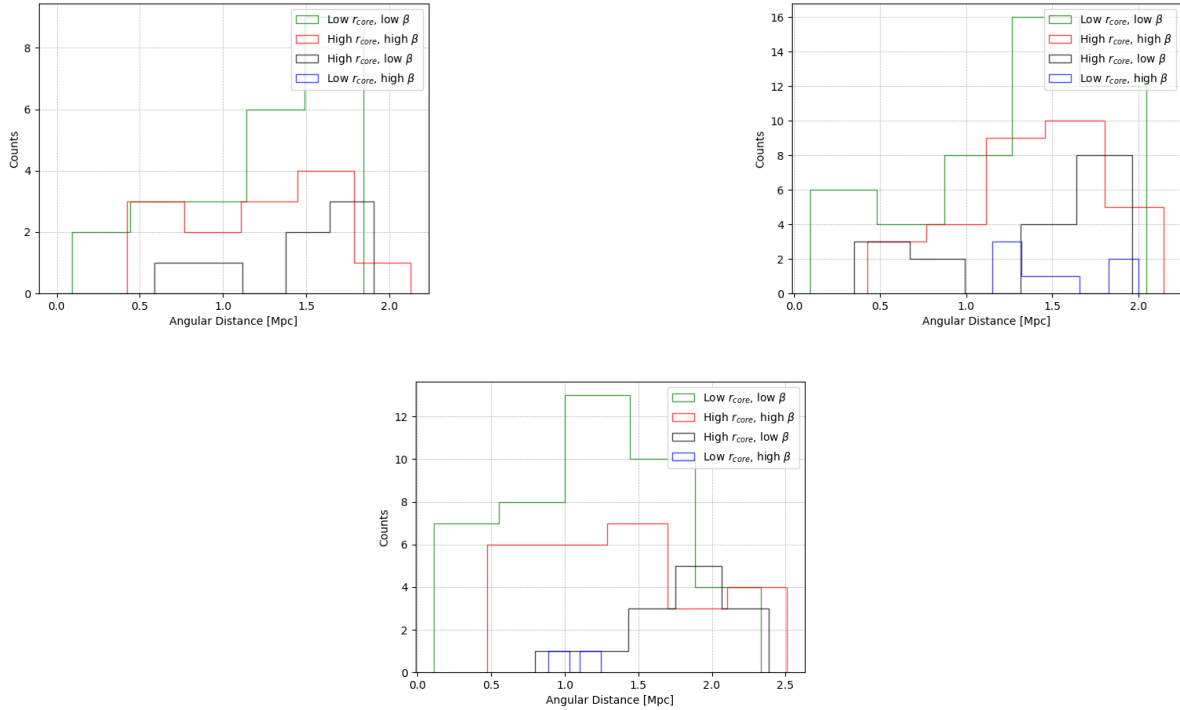 8
6
4
2
0
Counts
0.0 0.5 1.0 1.5 2.0
Angular Distance [Mpc]
Low r_core, low β
High r_core, high β
High r_core, low β
Low r_core, high β
16
14
12
10
8
6
4
2
0
Counts
0.0 0.5 1.0 1.5 2.0
Angular Distance [Mpc]
Low r_core, low β
High r_core, high β
High r_core, low β
Low r_core, high β
12
10
8
6
4
2
0
Counts
0.0 0.5 1.0 1.5 2.0 2.5
Angular Distance [Mpc]
Low r_core, low β
High r_core, high β
High r_core, low β
Low r_core, high β